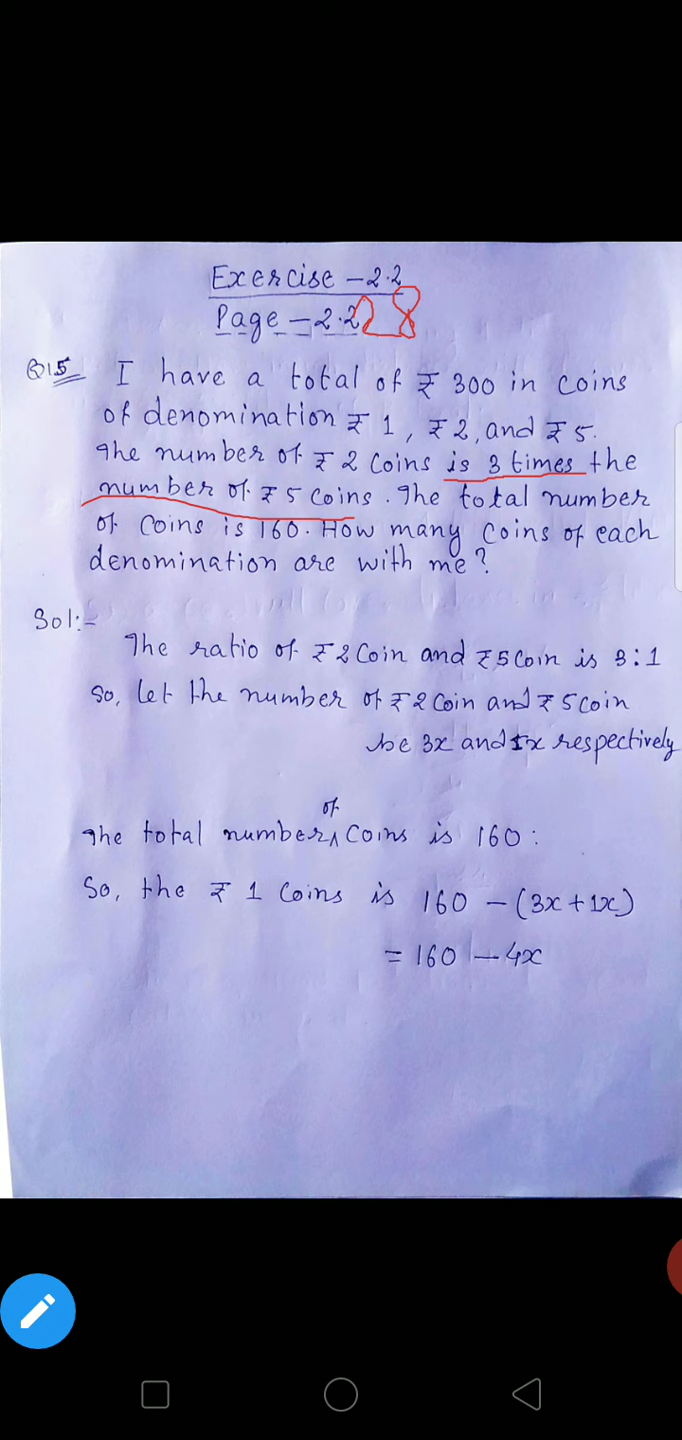 Exercise – 2.2
Page – 2.2 28
Q15 I have a total of ₹ 300 in coins
of denomination ₹ 1, ₹ 2, and ₹ 5.
The number of ₹ 2 coins is 3 times the
number of ₹ 5 coins. The total number
of coins is 160. How many coins of each
denomination are with me?
Sol:-
The ratio of ₹ 2 Coin and ₹ 5 Coin is 3:1
So, let the number of ₹ 2 Coin and ₹ 5 coin
be 3x and 1x respectively
The total number of Coins is 160:
So, the ₹ 1 Coins is 160 – (3x + 1x)
= 160 – 4x